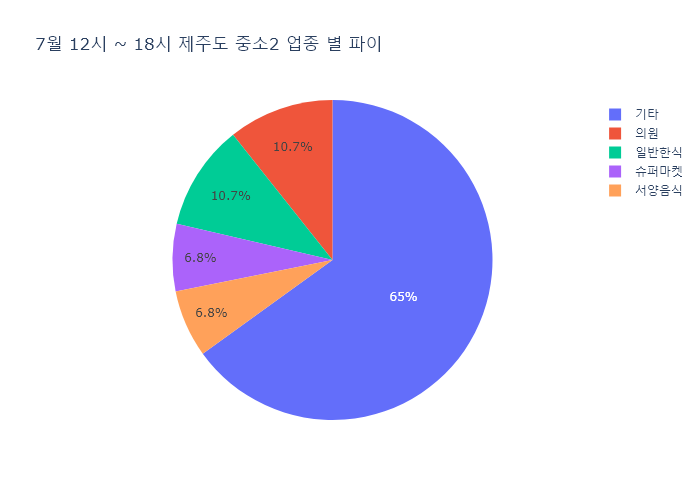 7월 12시 ~ 18시 제주도 중소2 업종 별 파이
기타
의원
일반한식
슈퍼마켓
서양음식
10.7%
10.7%
6.8%
6.8%
65%